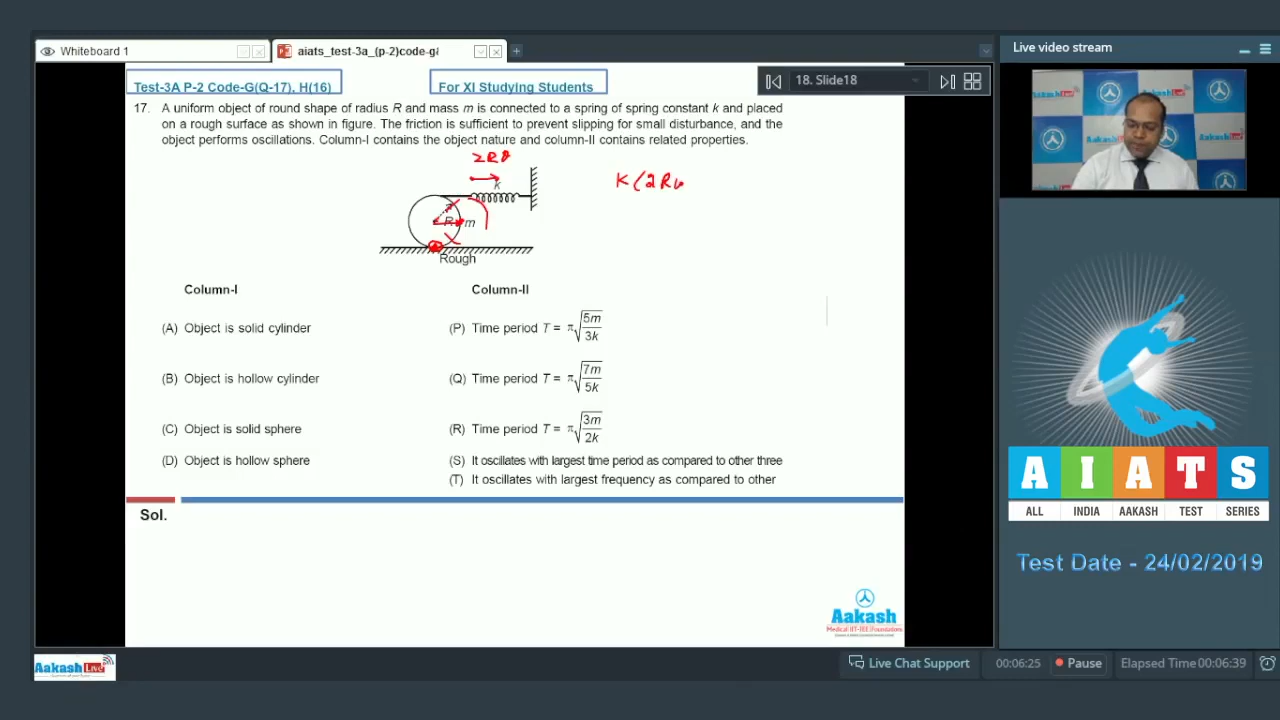 Whiteboard 1
aiats_test-3a_(p-2)code-g&
Live video stream
18. Slide18
Test-3A P-2 Code-G(Q-17), H(16)
For XI Studying Students
17. A uniform object of round shape of radius R and mass m is connected to a spring of spring constant k and placed
on a rough surface as shown in figure. The friction is sufficient to prevent slipping for small disturbance, and the
object performs oscillations. Column-I contains the object nature and column-II contains related properties.
2Rθ
k
K(2R
R m
Rough
Column-I Column-II
(A) Object is solid cylinder (P) Time period T = π√(5m/3k)
(B) Object is hollow cylinder (Q) Time period T = π√(7m/5k)
(C) Object is solid sphere (R) Time period T = π√(3m/2k)
(D) Object is hollow sphere (S) It oscillates with largest time period as compared to other three
(T) It oscillates with largest frequency as compared to other
Sol.
Aakash
Medical|IIT-JEE|Foundations
AakashLive
A I A T S
ALL INDIA AAKASH TEST SERIES
Test Date - 24/02/2019
Live Chat Support
00:06:25
Pause
Elapsed Time 00:06:39